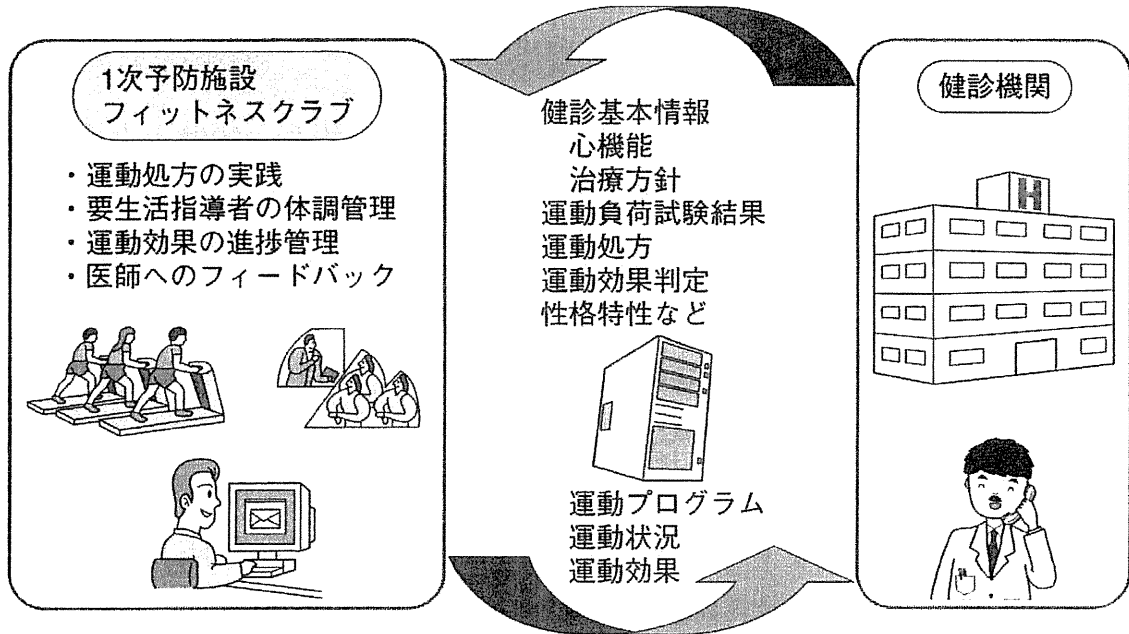 1次予防施設
フィットネスクラブ
・運動処方の実践
・要生活指導者の体調管理
・運動効果の進捗管理
・医師へのフィードバック
健診基本情報
心機能
治療方針
運動負荷試験結果
運動処方
運動効果判定
性格特性など
運動プログラム
運動状況
運動効果
健診機関
H